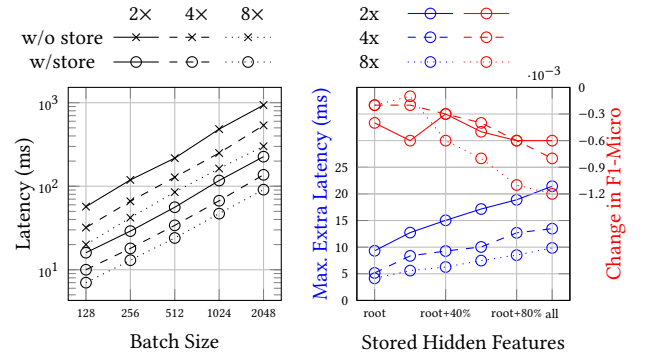 2× 4× 8×
w/o store
w/store
10³
10²
10¹
Latency (ms)
128 256 512 1024 2048
Batch Size
2x
4x
8x
·10⁻³
0
−0.3
−0.6
−0.9
−1.2
Change in F1-Micro
25
20
15
10
5
0
Max. Extra Latency (ms)
root root+40% root+80% all
Stored Hidden Features